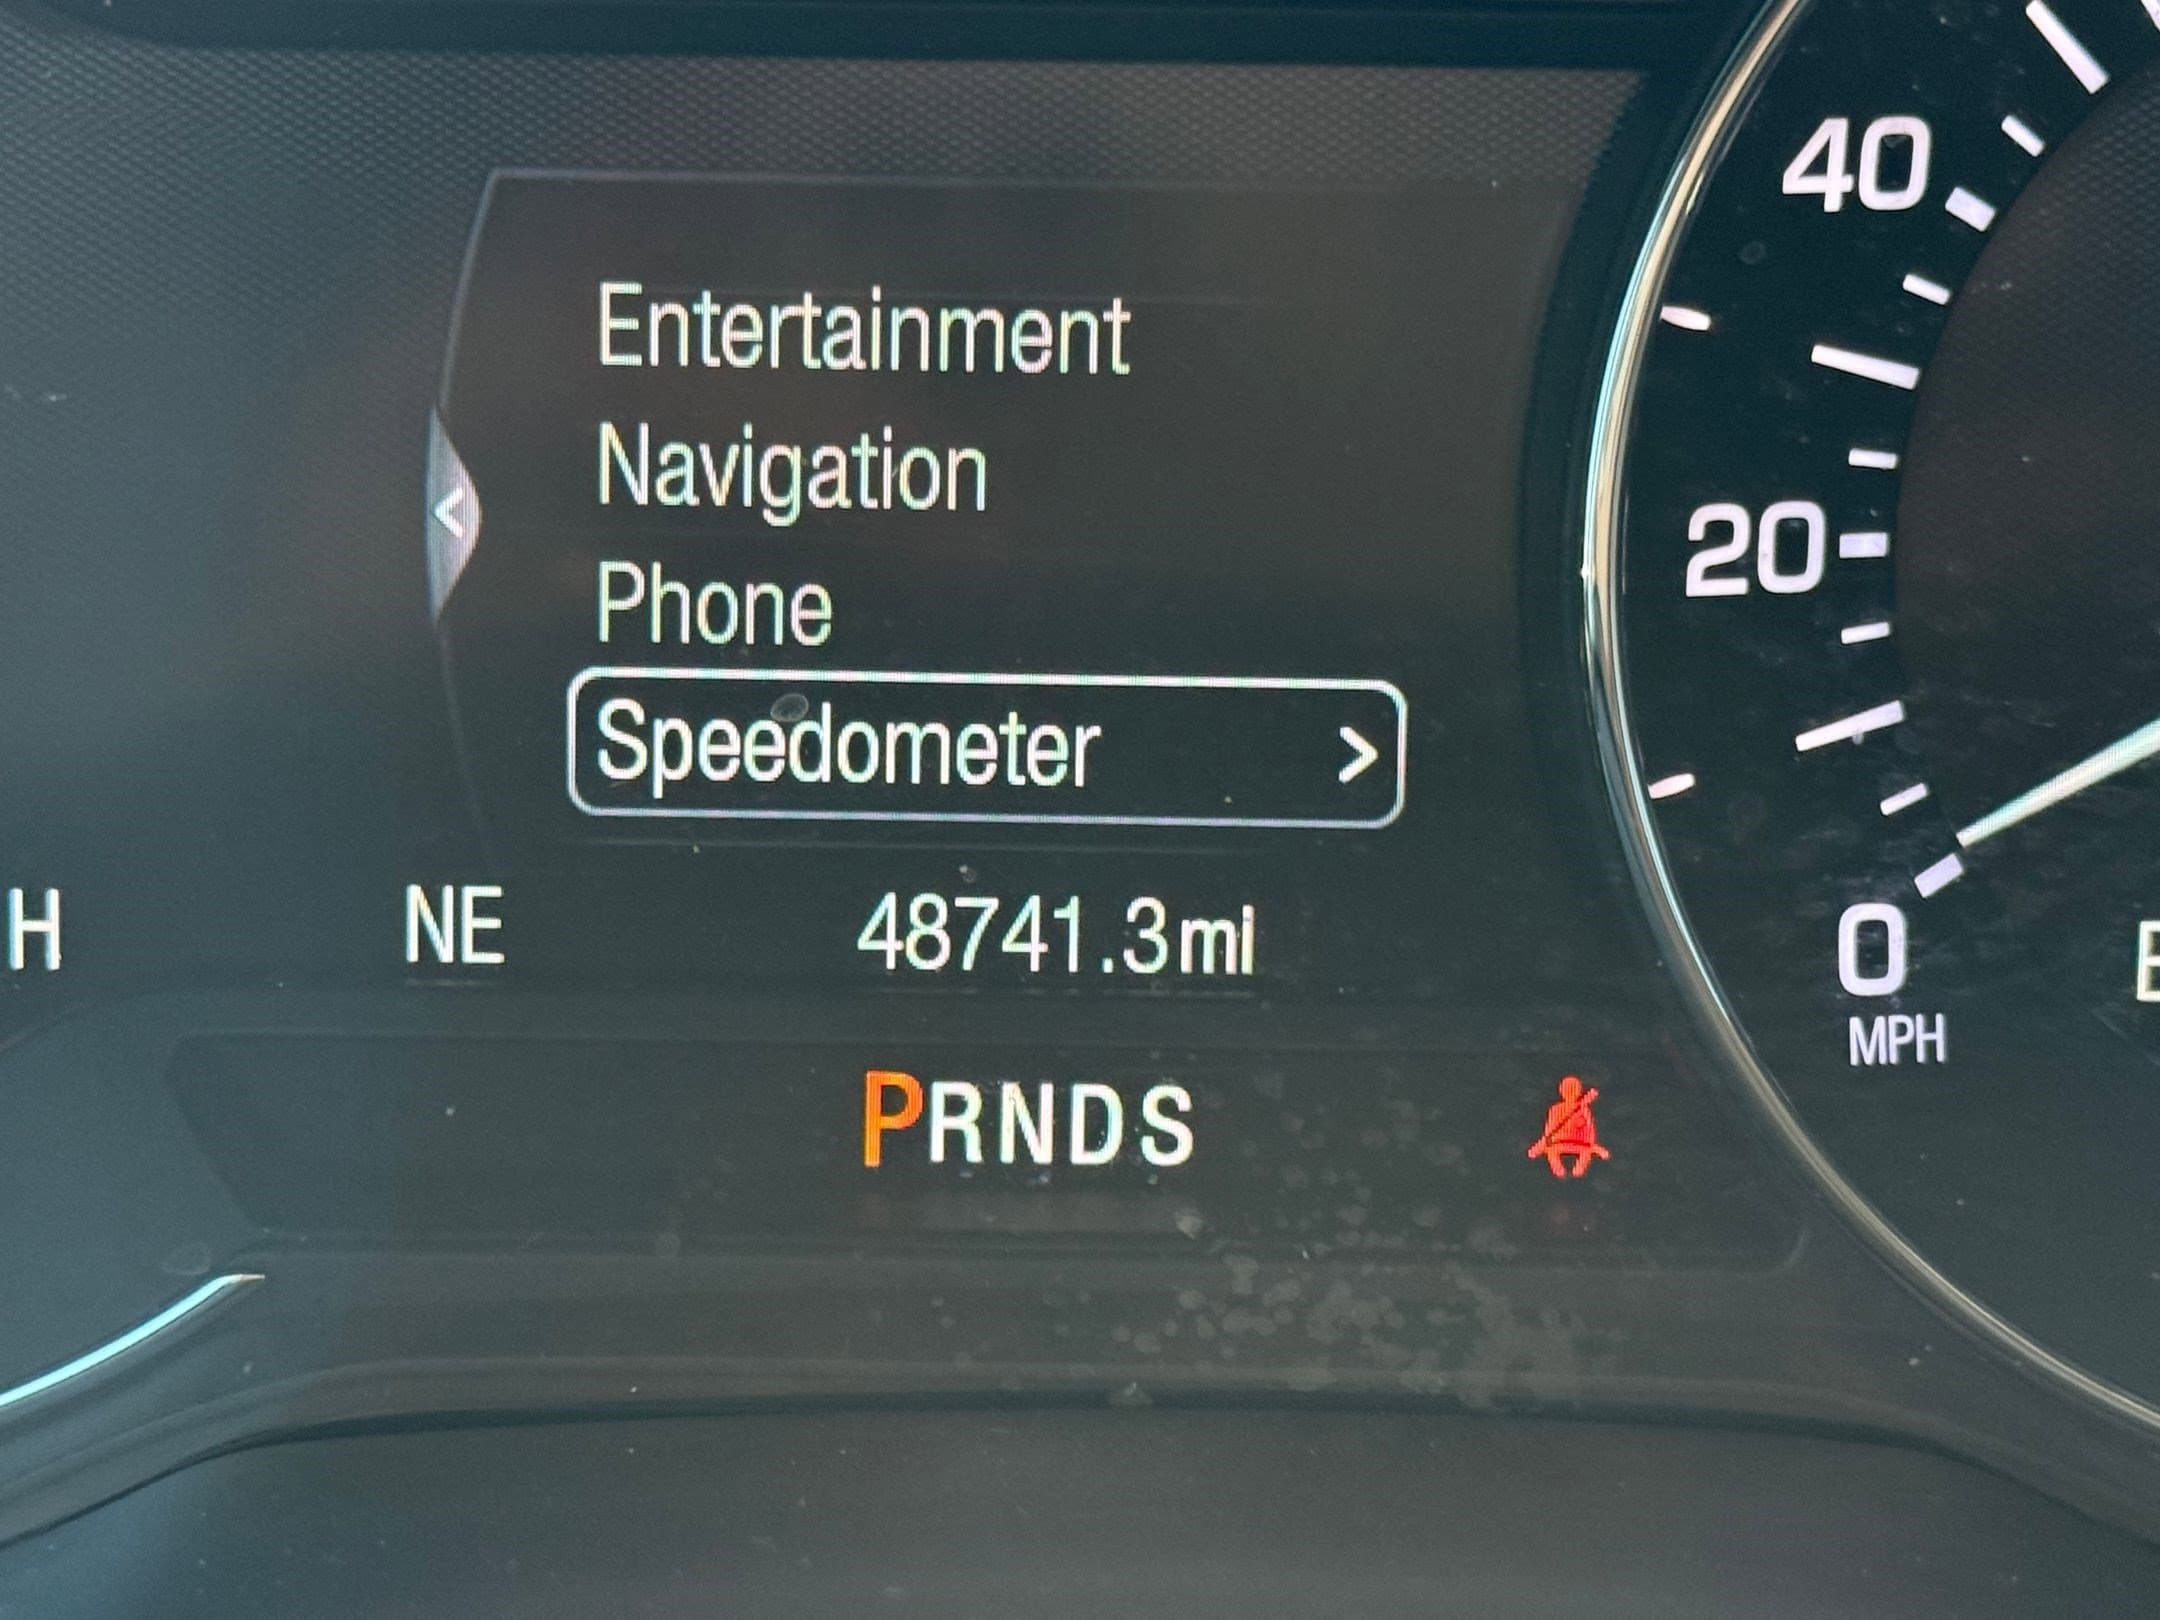 Entertainment
Navigation
Phone
Speedometer >
40
20
0
MPH
H
NE
48741.3mi
E
PRNDS